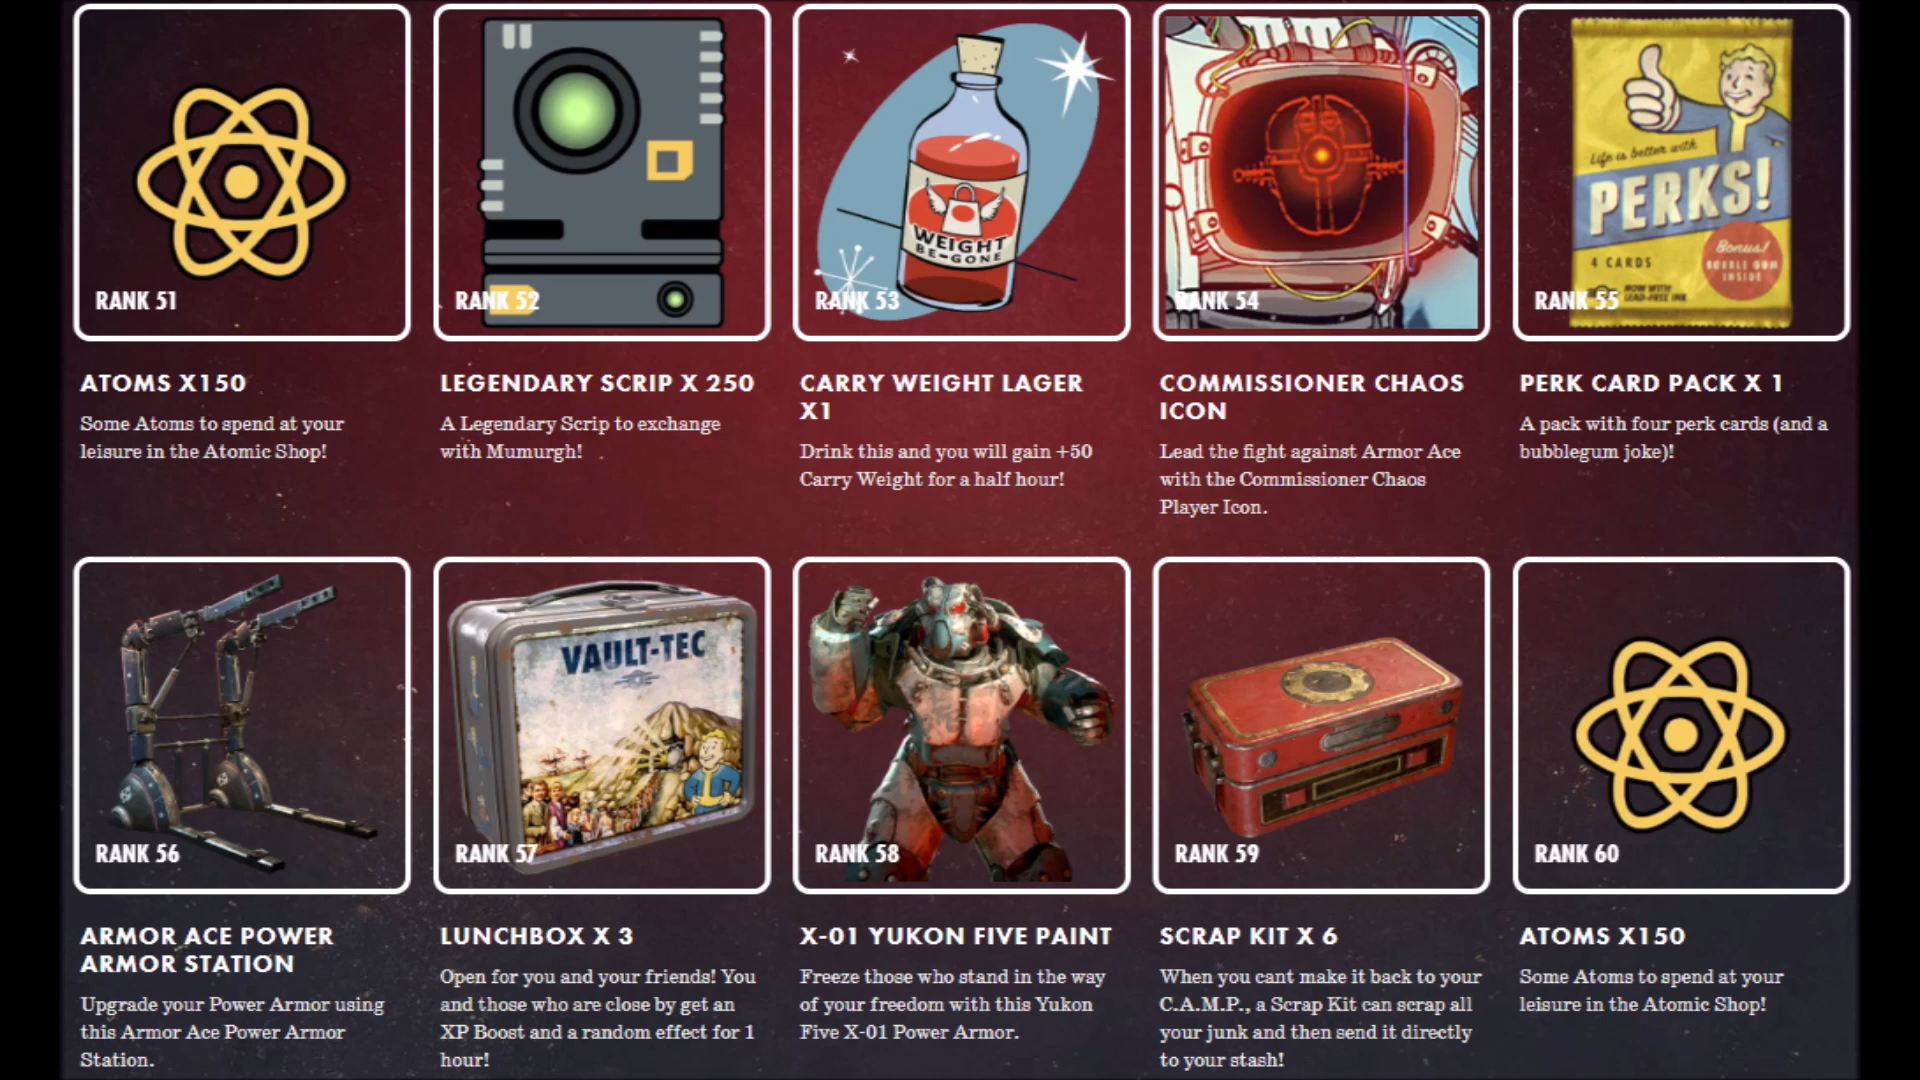 RANK 51
RANK 52
WEIGHT
BE-GONE
RANK 53
RANK 54
Life is better with
PERKS!
Bonus!
BUBBLE GUM
INSIDE
4 CARDS
NOW WITH
LEAD-FREE INK
RANK 55
ATOMS X150
Some Atoms to spend at your
leisure in the Atomic Shop!
LEGENDARY SCRIP X 250
A Legendary Scrip to exchange
with Mumurgh!
CARRY WEIGHT LAGER
X1
Drink this and you will gain +50
Carry Weight for a half hour!
COMMISSIONER CHAOS
ICON
Lead the fight against Armor Ace
with the Commissioner Chaos
Player Icon.
PERK CARD PACK X 1
A pack with four perk cards (and a
bubblegum joke)!
RANK 56
VAULT-TEC
RANK 57
RANK 58
RANK 59
RANK 60
ARMOR ACE POWER
ARMOR STATION
Upgrade your Power Armor using
this Armor Ace Power Armor
Station.
LUNCHBOX X 3
Open for you and your friends! You
and those who are close by get an
XP Boost and a random effect for 1
hour!
X-01 YUKON FIVE PAINT
Freeze those who stand in the way
of your freedom with this Yukon
Five X-01 Power Armor.
SCRAP KIT X 6
When you cant make it back to your
C.A.M.P., a Scrap Kit can scrap all
your junk and then send it directly
to your stash!
ATOMS X150
Some Atoms to spend at your
leisure in the Atomic Shop!